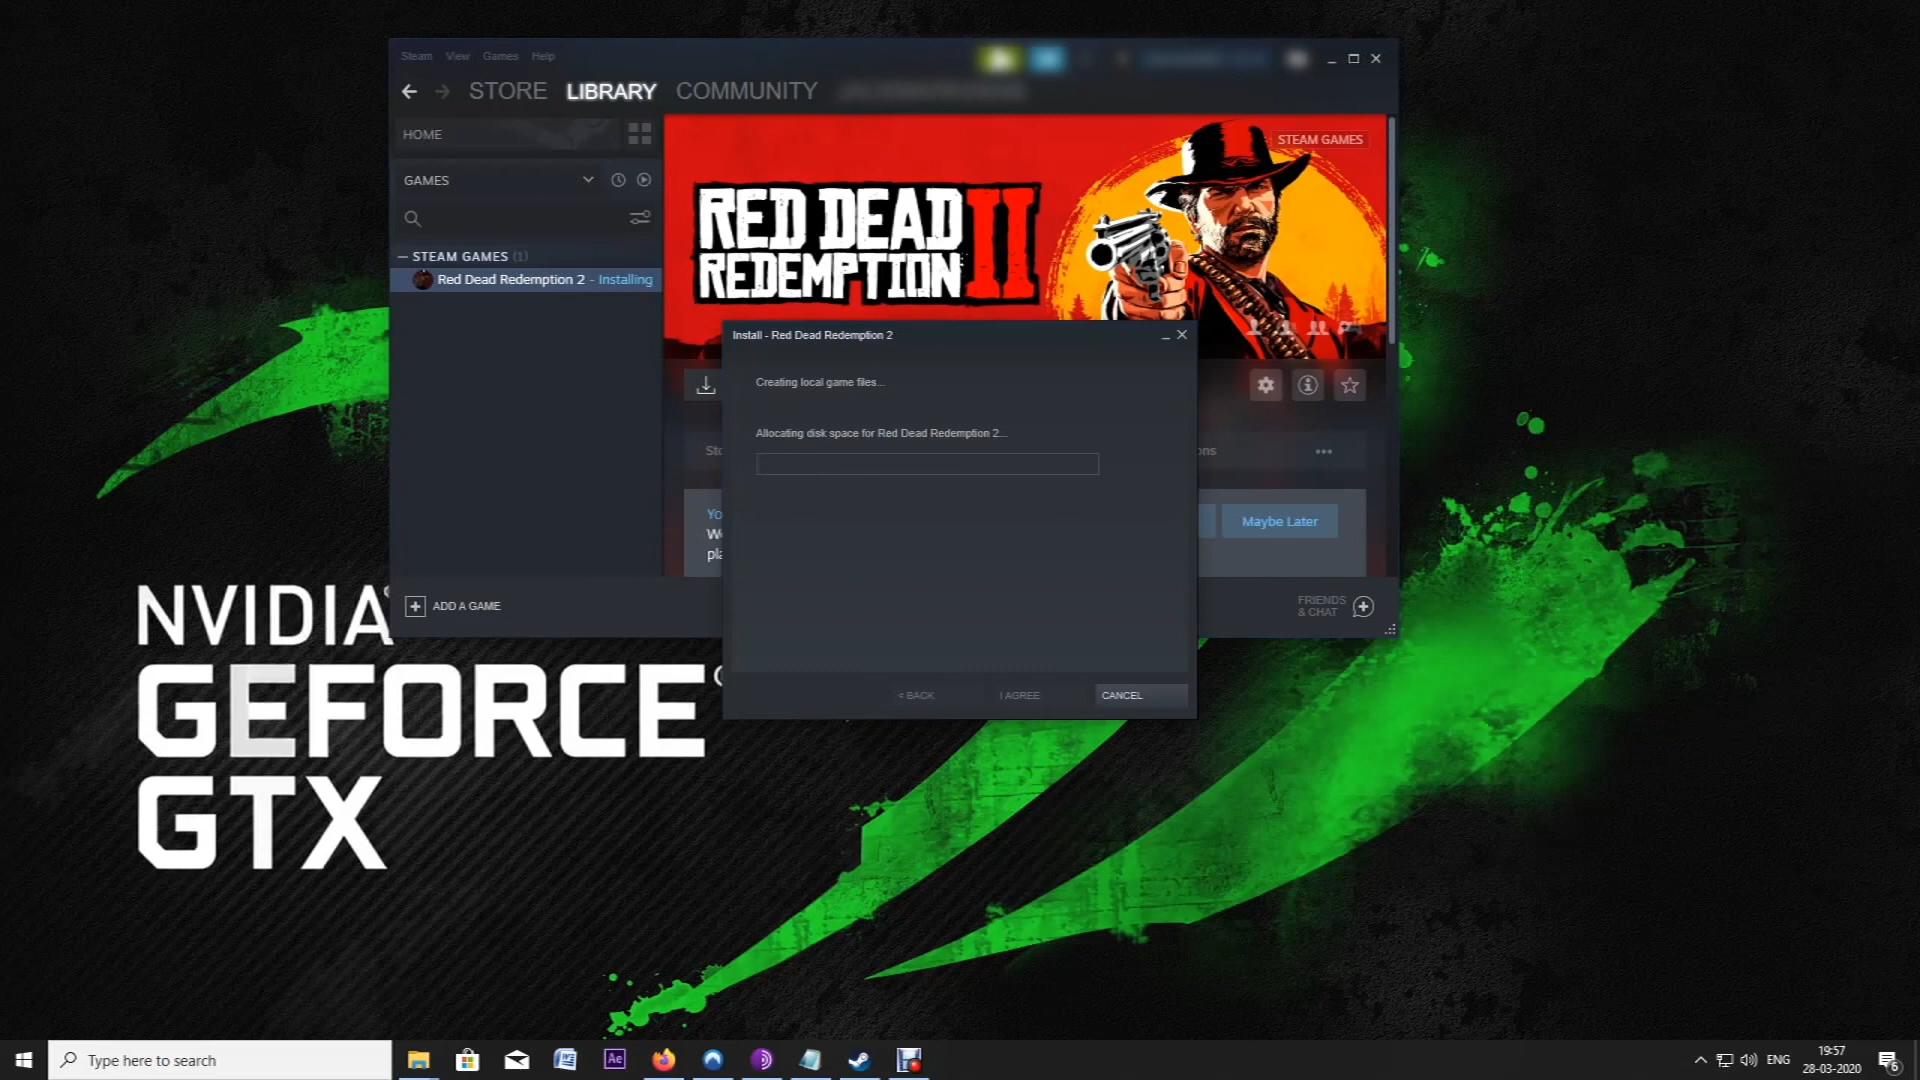 Steam View Games Help
STORE LIBRARY COMMUNITY
HOME
GAMES
STEAM GAMES (1)
Red Dead Redemption 2 - Installing
STEAM GAMES
RED DEAD
REDEMPTION II
Install - Red Dead Redemption 2
Creating local game files...
Allocating disk space for Red Dead Redemption 2...
Maybe Later
< BACK I AGREE CANCEL
ADD A GAME
FRIENDS
& CHAT
NVIDIA
GEFORCE
GTX
Type here to search
Ae
ENG
19:57
28-03-2020
6